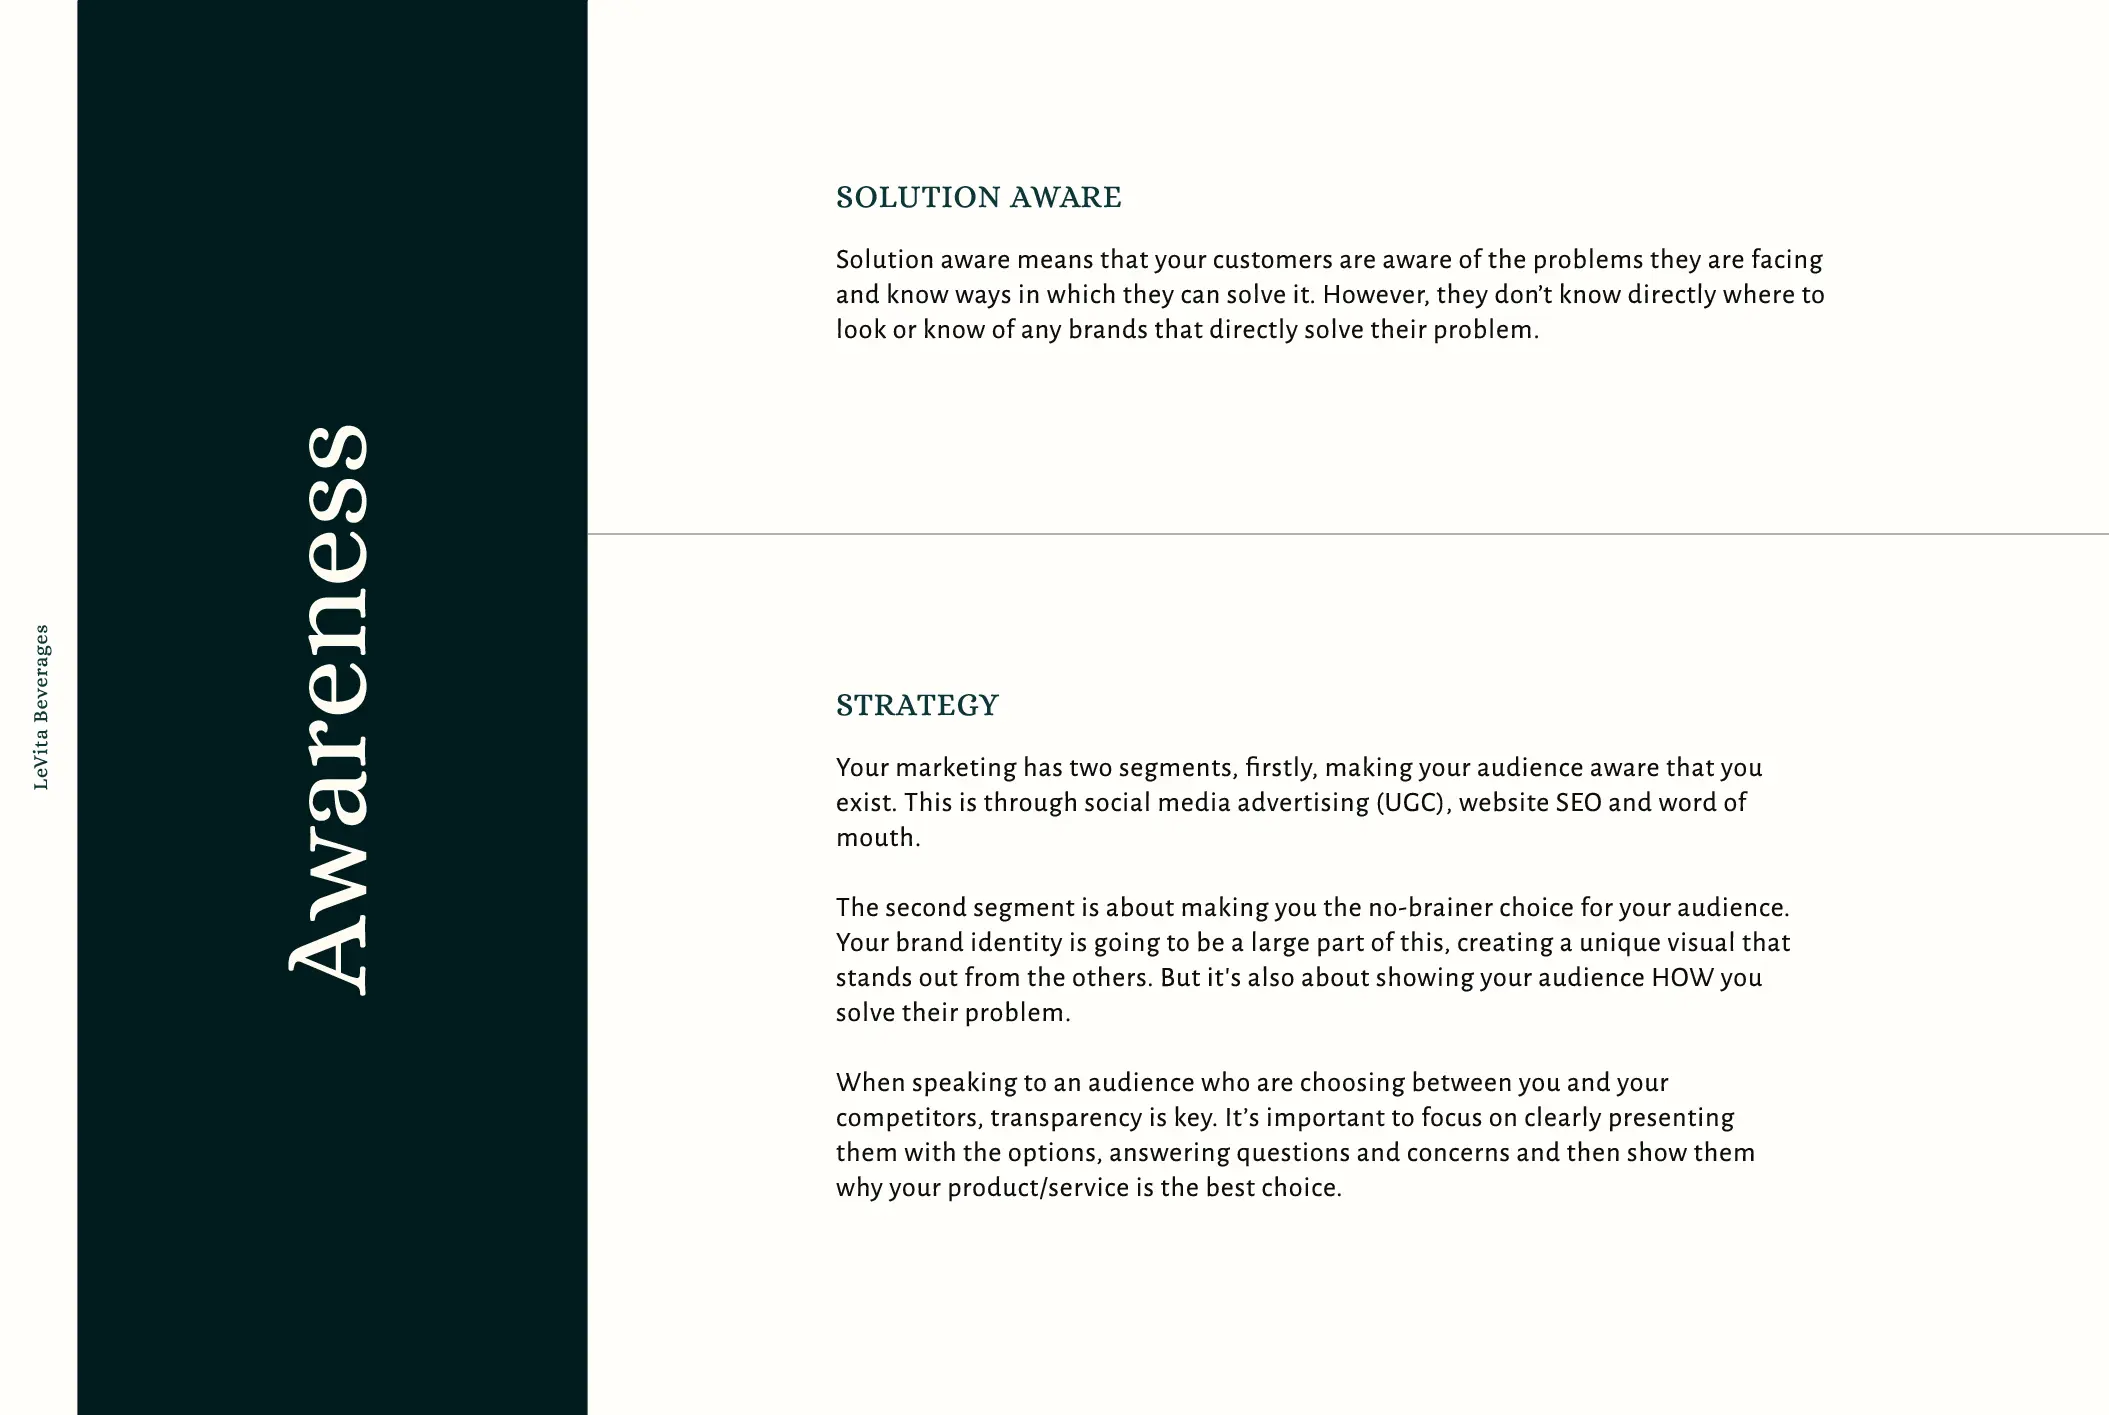 LeVita Beverages
Awareness
SOLUTION AWARE
Solution aware means that your customers are aware of the problems they are facing
and know ways in which they can solve it. However, they don’t know directly where to
look or know of any brands that directly solve their problem.
STRATEGY
Your marketing has two segments, firstly, making your audience aware that you
exist. This is through social media advertising (UGC), website SEO and word of
mouth.
The second segment is about making you the no-brainer choice for your audience.
Your brand identity is going to be a large part of this, creating a unique visual that
stands out from the others. But it's also about showing your audience HOW you
solve their problem.
When speaking to an audience who are choosing between you and your
competitors, transparency is key. It’s important to focus on clearly presenting
them with the options, answering questions and concerns and then show them
why your product/service is the best choice.